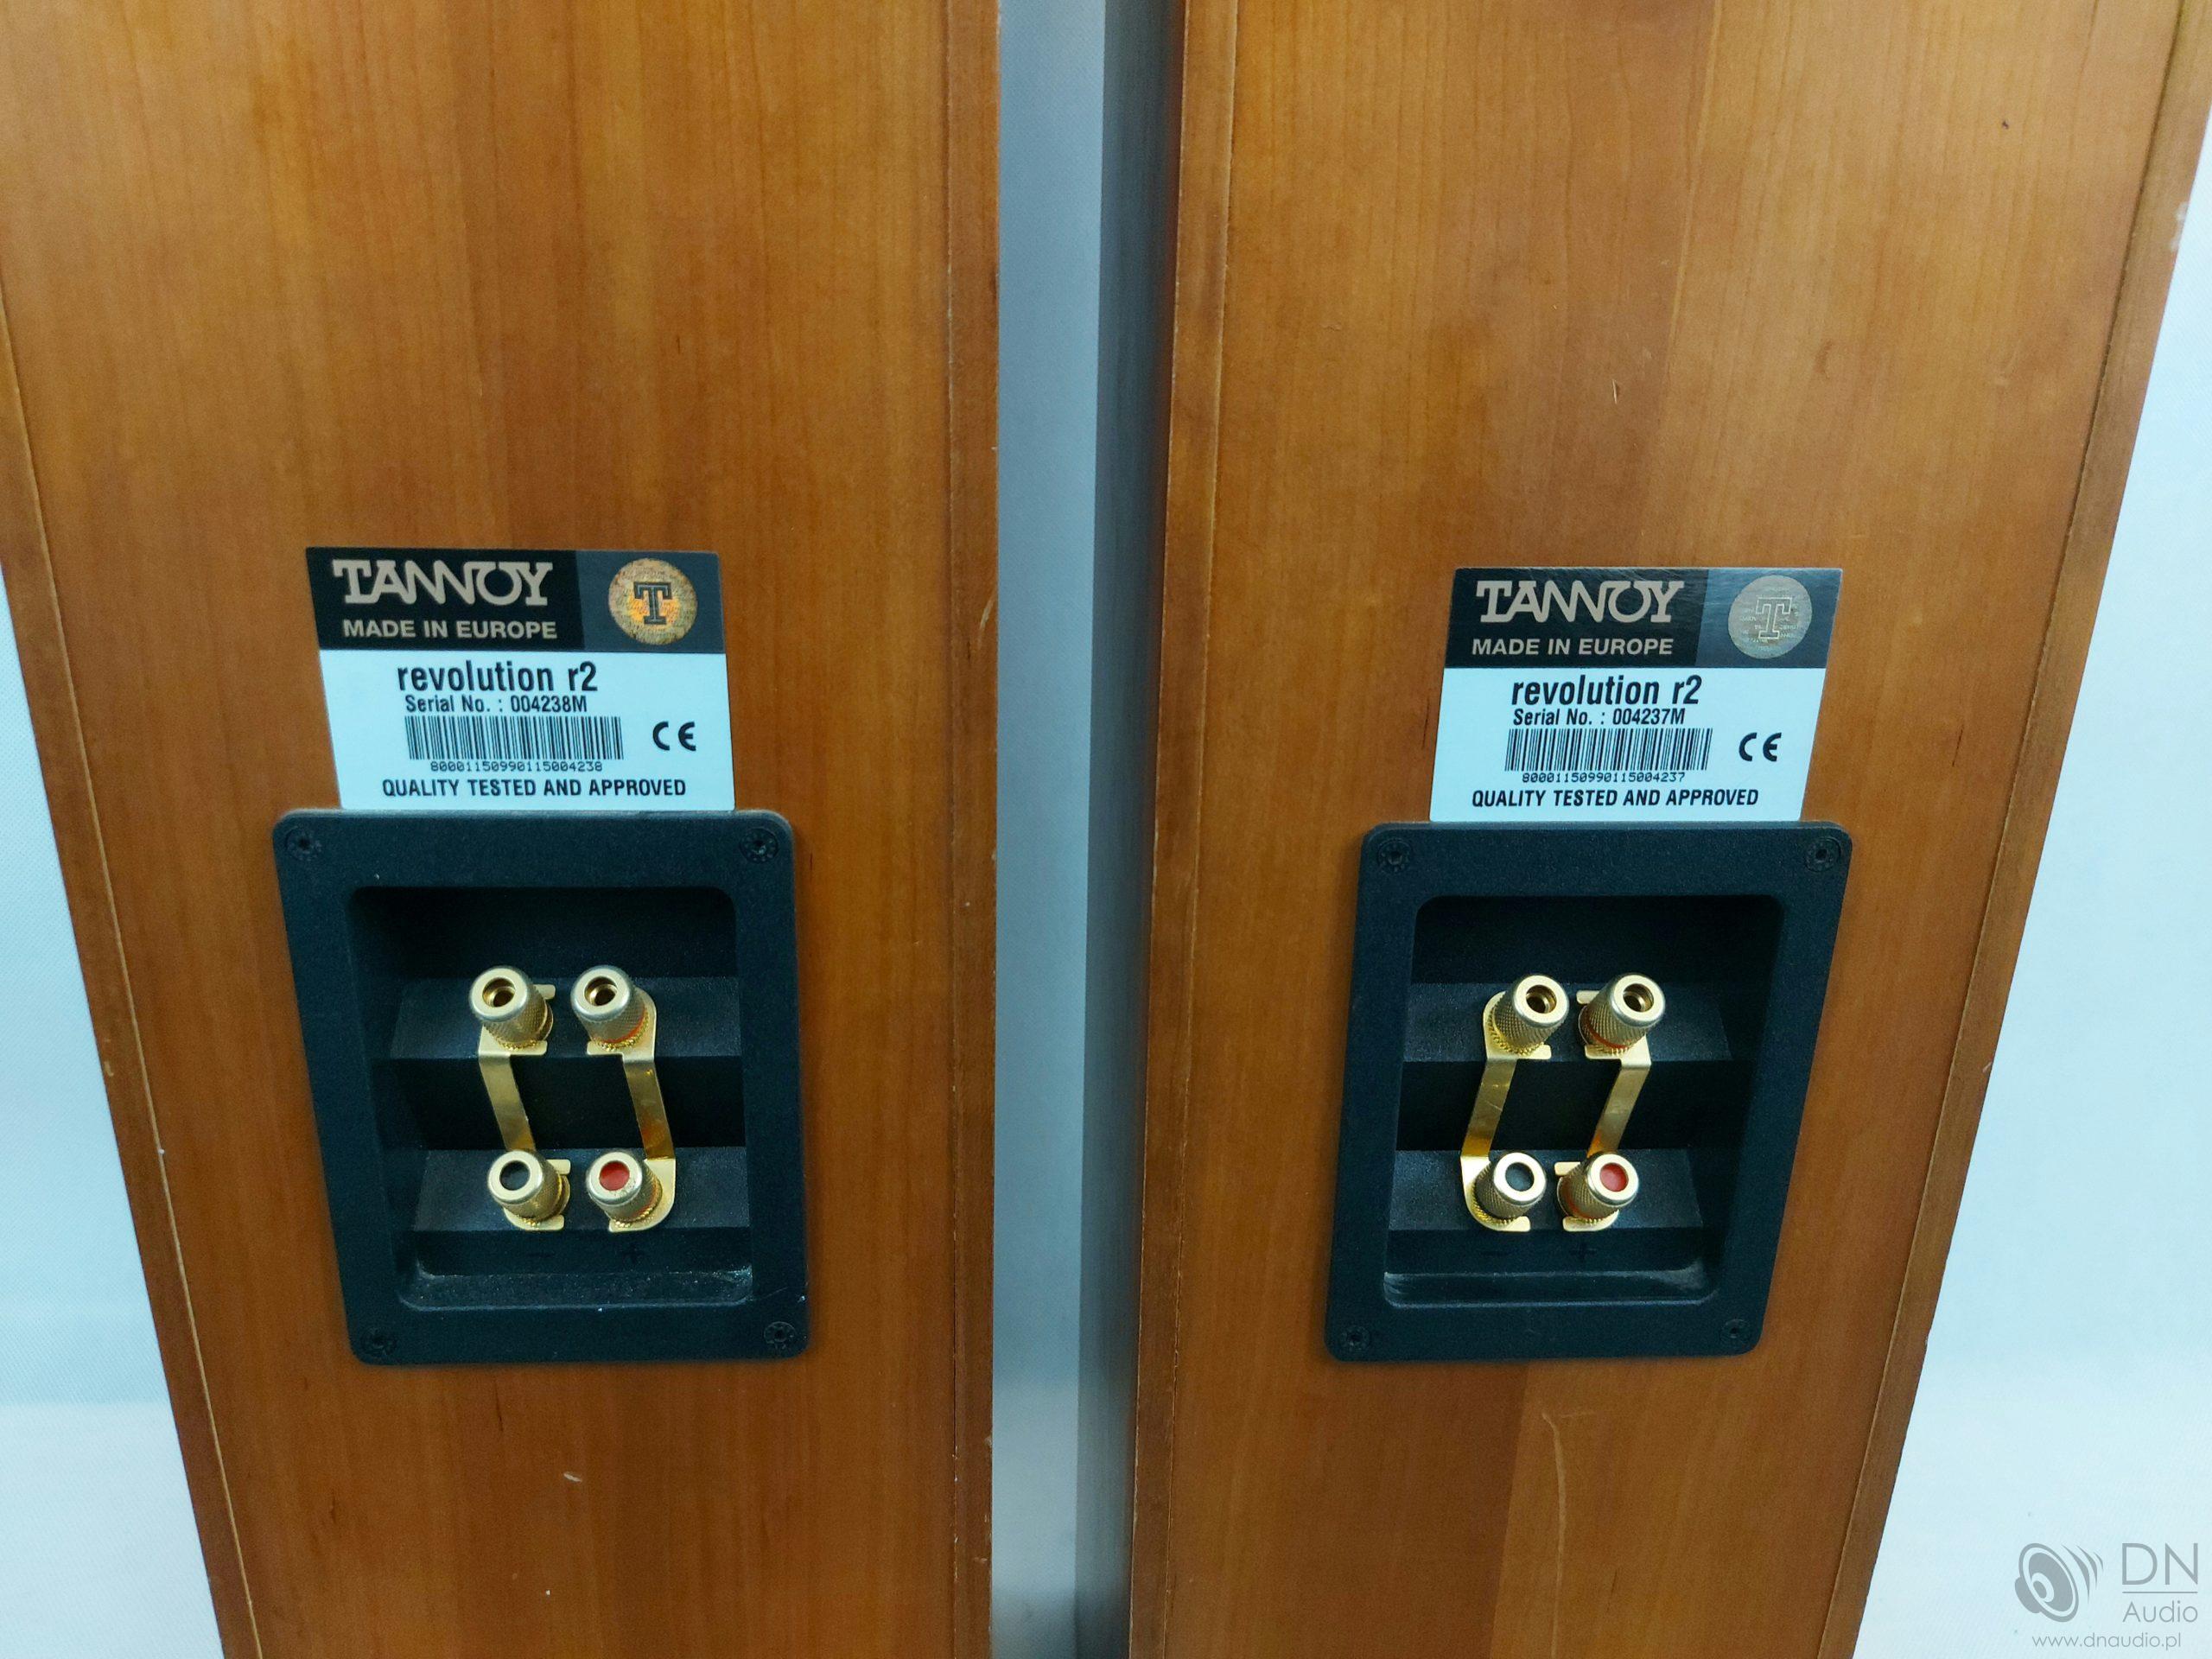 TANNOY
MADE IN EUROPE
T
revolution r2
Serial No. : 004238M
80001150990115004238
CE
QUALITY TESTED AND APPROVED
- +
TANNOY
MADE IN EUROPE
T
revolution r2
Serial No. : 004237M
80001150990115004237
CE
QUALITY TESTED AND APPROVED
- +
DN
Audio
www.dnaudio.pl